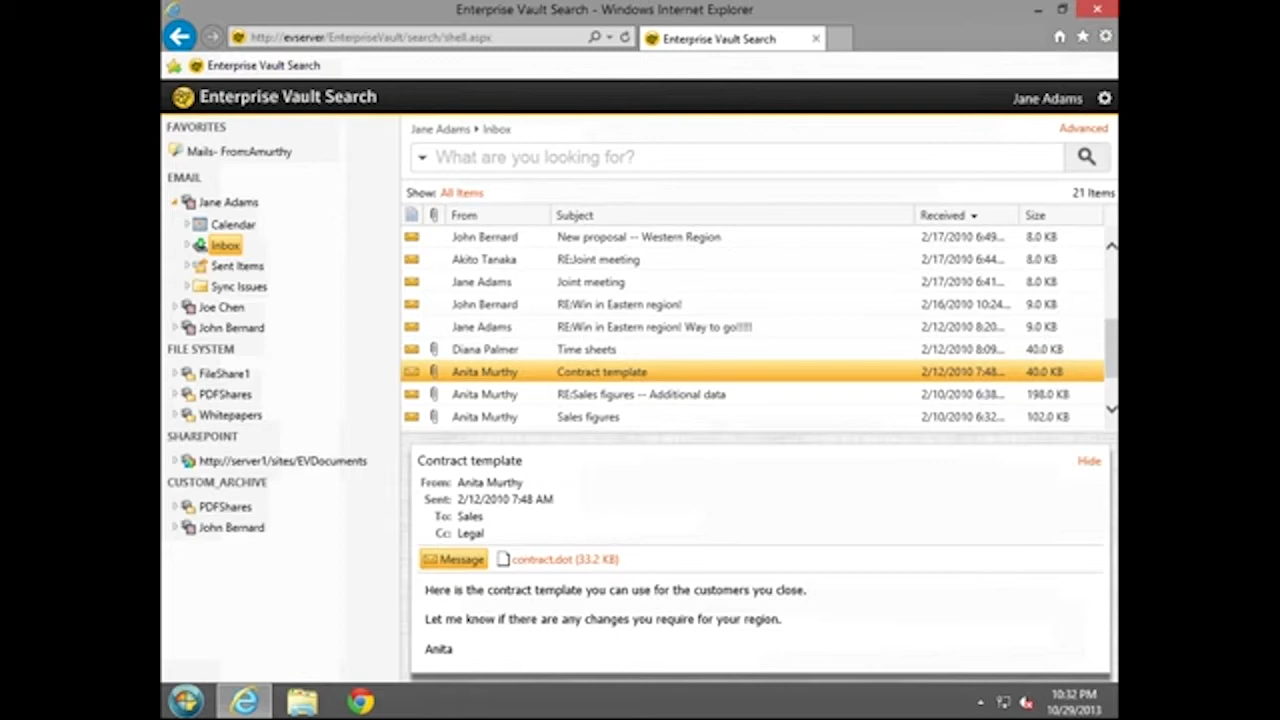 Enterprise Vault Search - Windows Internet Explorer
http://evserver/EnterpriseVault/search/shell.aspx
Enterprise Vault Search
Enterprise Vault Search
Enterprise Vault Search
Jane Adams
FAVORITES
Mails- From:Amurthy
EMAIL
Jane Adams
Calendar
Inbox
Sent Items
Sync Issues
Joe Chen
John Bernard
FILE SYSTEM
FileShare1
PDFShares
Whitepapers
SHAREPOINT
http://server1/sites/EVDocuments
CUSTOM_ARCHIVE
PDFShares
John Bernard
Jane Adams Inbox
Advanced
What are you looking for?
Show: All Items
21 Items
From Subject Received Size
John Bernard New proposal -- Western Region 2/17/2010 6:49... 8.0 KB
Akito Tanaka RE:Joint meeting 2/17/2010 6:44... 8.0 KB
Jane Adams Joint meeting 2/17/2010 6:41... 8.0 KB
John Bernard RE:Win in Eastern region! 2/16/2010 10:24... 9.0 KB
Jane Adams RE:Win in Eastern region! Way to go!!!!! 2/12/2010 8:20... 9.0 KB
Diana Palmer Time sheets 2/12/2010 8:09... 40.0 KB
Anita Murthy Contract template 2/12/2010 7:48... 40.0 KB
Anita Murthy RE:Sales figures -- Additional data 2/10/2010 6:38... 198.0 KB
Anita Murthy Sales figures 2/10/2010 6:32... 102.0 KB
Contract template
Hide
From: Anita Murthy
Sent: 2/12/2010 7:48 AM
To: Sales
Cc: Legal
Message contract.dot (33.2 KB)
Here is the contract template you can use for the customers you close.
Let me know if there are any changes you require for your region.
Anita
10:32 PM
10/29/2013